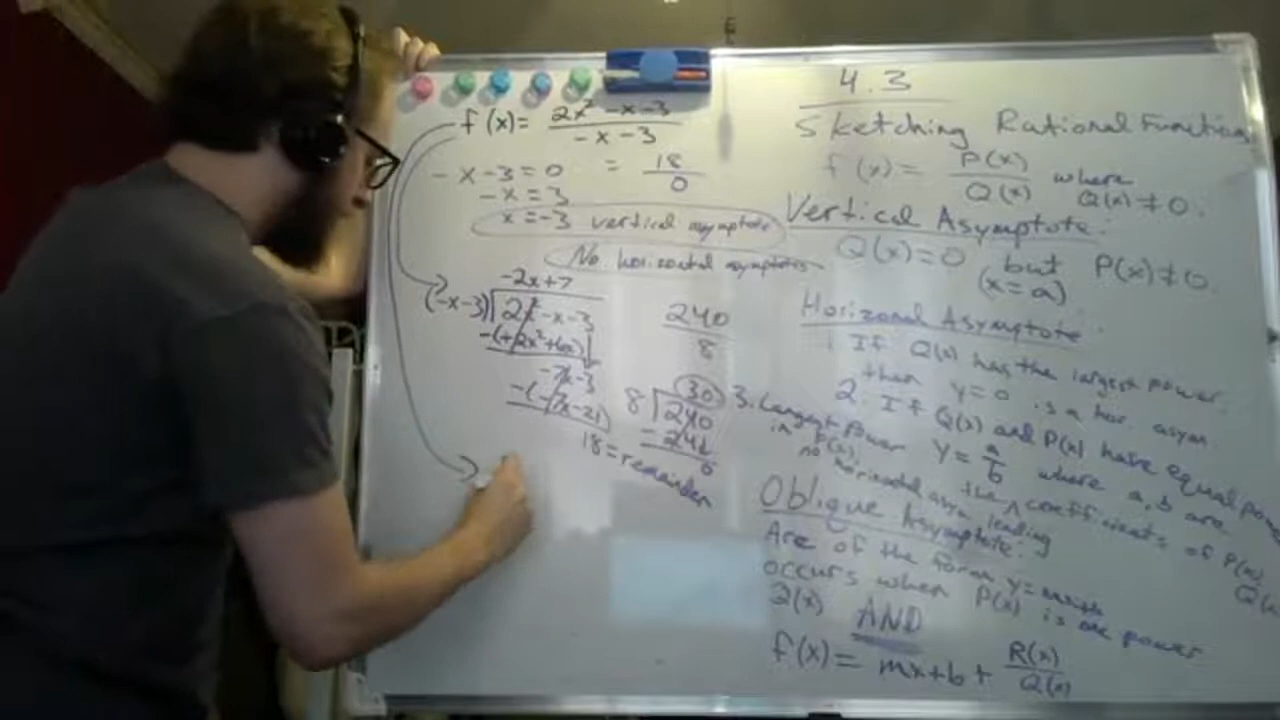 f(x) = 2x² - x - 3
- x - 3
- x - 3 = 0 = 18
0
- x = 3
x = -3 vertical asymptote
No horizontal asymptotes
-2x+7
(-x-3) 2x² - x - 3
-(+2x²+6x)
-7x-3
-(-7x-21)
18 = remainder
240
8
30
8 240
- 240
0
4.3
Sketching Rational Functions
f(x) = P(x) where
Q(x) Q(x) ≠ 0.
Vertical Asymptote:
Q(x) = 0 but P(x) ≠ 0.
(x = a)
Horizonal Asymptote:
If Q(x) has the largest power.
then y = 0 is a hor. asym
2. If Q(x) and P(x) have equal power
y = a where a, b are
b
the leading coefficients of P(x),
Q(x
3. Largest power
in P(x),
no horizontal asym
Oblique Asymptote:
Are of the form y = mx+b
occurs when P(x) is one power
Q(x) AND
f(x) = mx+b + R(x)
Q(x)